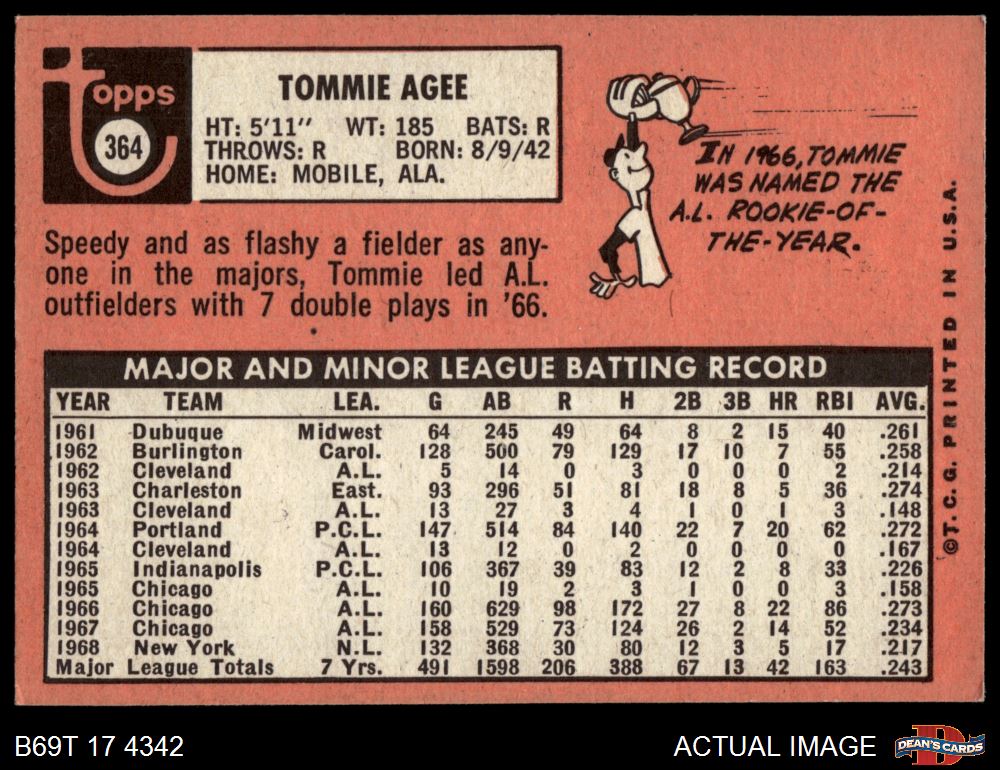 topps
364
TOMMIE AGEE
HT: 5'11" WT: 185 BATS: R
THROWS: R BORN: 8/9/42
HOME: MOBILE, ALA.
IN 1966, TOMMIE
WAS NAMED THE
A.L. ROOKIE-OF-
THE-YEAR.
Speedy and as flashy a fielder as any-
one in the majors, Tommie led A.L.
outfielders with 7 double plays in '66.
MAJOR AND MINOR LEAGUE BATTING RECORD
YEAR TEAM LEA. G AB R H 2B 3B HR RBI AVG.
1961 Dubuque Midwest 64 245 49 64 8 2 15 40 .261
1962 Burlington Carol. 128 500 79 129 17 10 7 55 .258
1962 Cleveland A.L. 5 14 0 3 0 0 0 2 .214
1963 Charleston East. 93 296 51 81 18 8 5 36 .274
1963 Cleveland A.L. 13 27 3 4 1 0 1 3 .148
1964 Portland P.C.L. 147 514 84 140 22 7 20 62 .272
1964 Cleveland A.L. 13 12 0 2 0 0 0 0 .167
1965 Indianapolis P.C.L. 106 367 39 83 12 2 8 33 .226
1965 Chicago A.L. 10 19 2 3 1 0 0 3 .158
1966 Chicago A.L. 160 629 98 172 27 8 22 86 .273
1967 Chicago A.L. 158 529 73 124 26 2 14 52 .234
1968 New York N.L. 132 368 30 80 12 3 5 17 .217
Major League Totals 7 Yrs. 491 1598 206 388 67 13 42 163 .243
©T.C.G. PRINTED IN U.S.A.
B69T 17 4342
ACTUAL IMAGE
DEAN'S CARDS